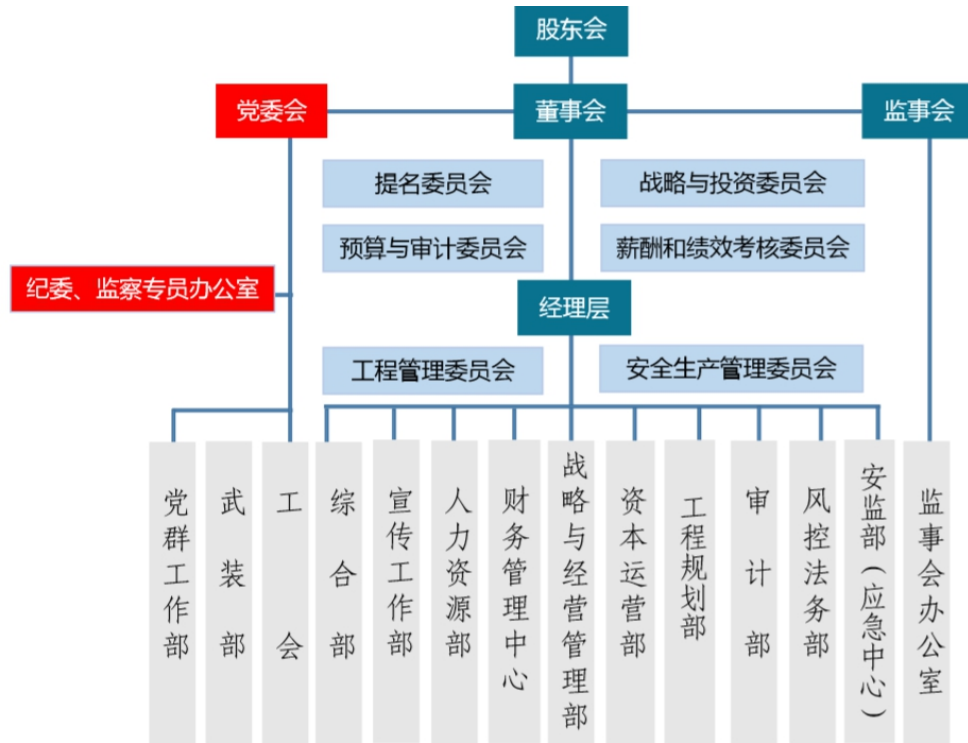 股东会
党委会
董事会
监事会
提名委员会
战略与投资委员会
预算与审计委员会
薪酬和绩效考核委员会
纪委、监察专员办公室
经理层
工程管理委员会
安全生产管理委员会
党群工作部
武装部
工会
综合部
宣传工作部
人力资源部
财务管理中心
战略与经营管理部
资本运营部
工程规划部
审计部
风控法务部
安监部(应急中心)
监事会办公室